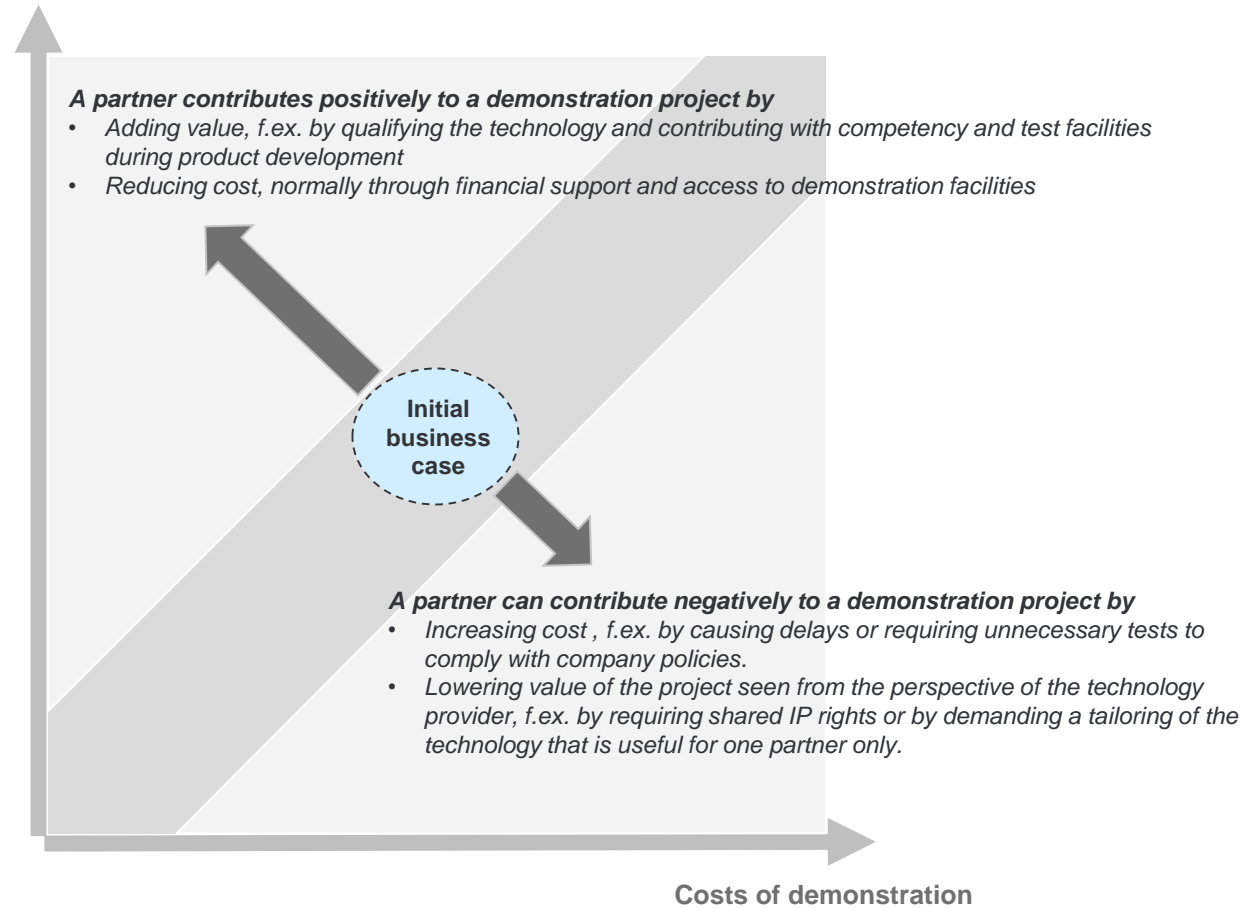 A partner contributes positively to a demonstration project by
• Adding value, f.ex. by qualifying the technology and contributing with competency and test facilities
during product development
• Reducing cost, normally through financial support and access to demonstration facilities
Initial
business
case
A partner can contribute negatively to a demonstration project by
• Increasing cost , f.ex. by causing delays or requiring unnecessary tests to
comply with company policies.
• Lowering value of the project seen from the perspective of the technology
provider, f.ex. by requiring shared IP rights or by demanding a tailoring of the
technology that is useful for one partner only.
Costs of demonstration